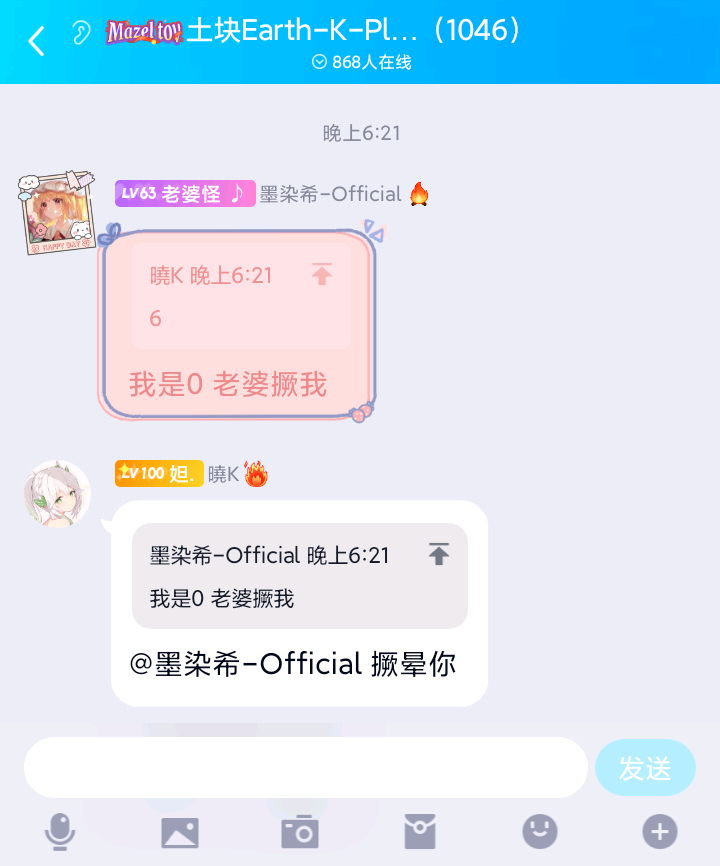 Mazel tov 土块Earth-K-Pl...（1046）
868人在线
晚上6:21
LV63 老婆怪 ♪ 墨染希-Official
HAPPY DAY
曉K 晚上6:21
6
我是0 老婆撅我
LV100 妲. 曉K
墨染希-Official 晚上6:21
我是0 老婆撅我
@墨染希-Official 撅晕你
发送